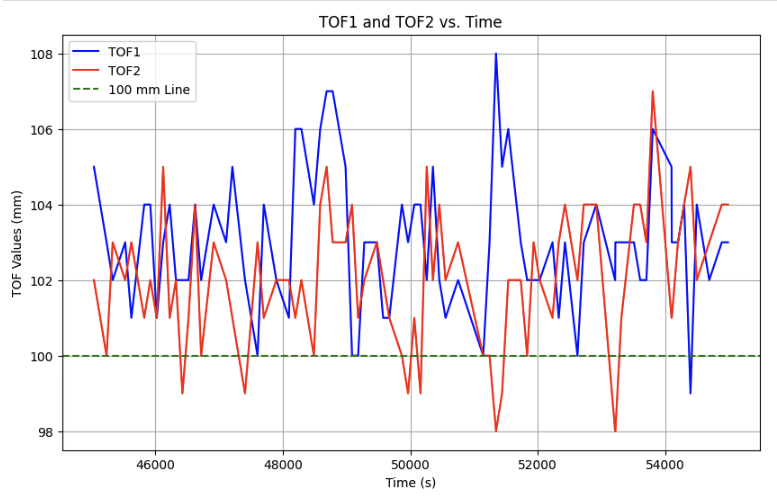 TOF1 and TOF2 vs. Time
TOF1
TOF2
100 mm Line
TOF Values (mm)
108
106
104
102
100
98
46000 48000 50000 52000 54000
Time (s)